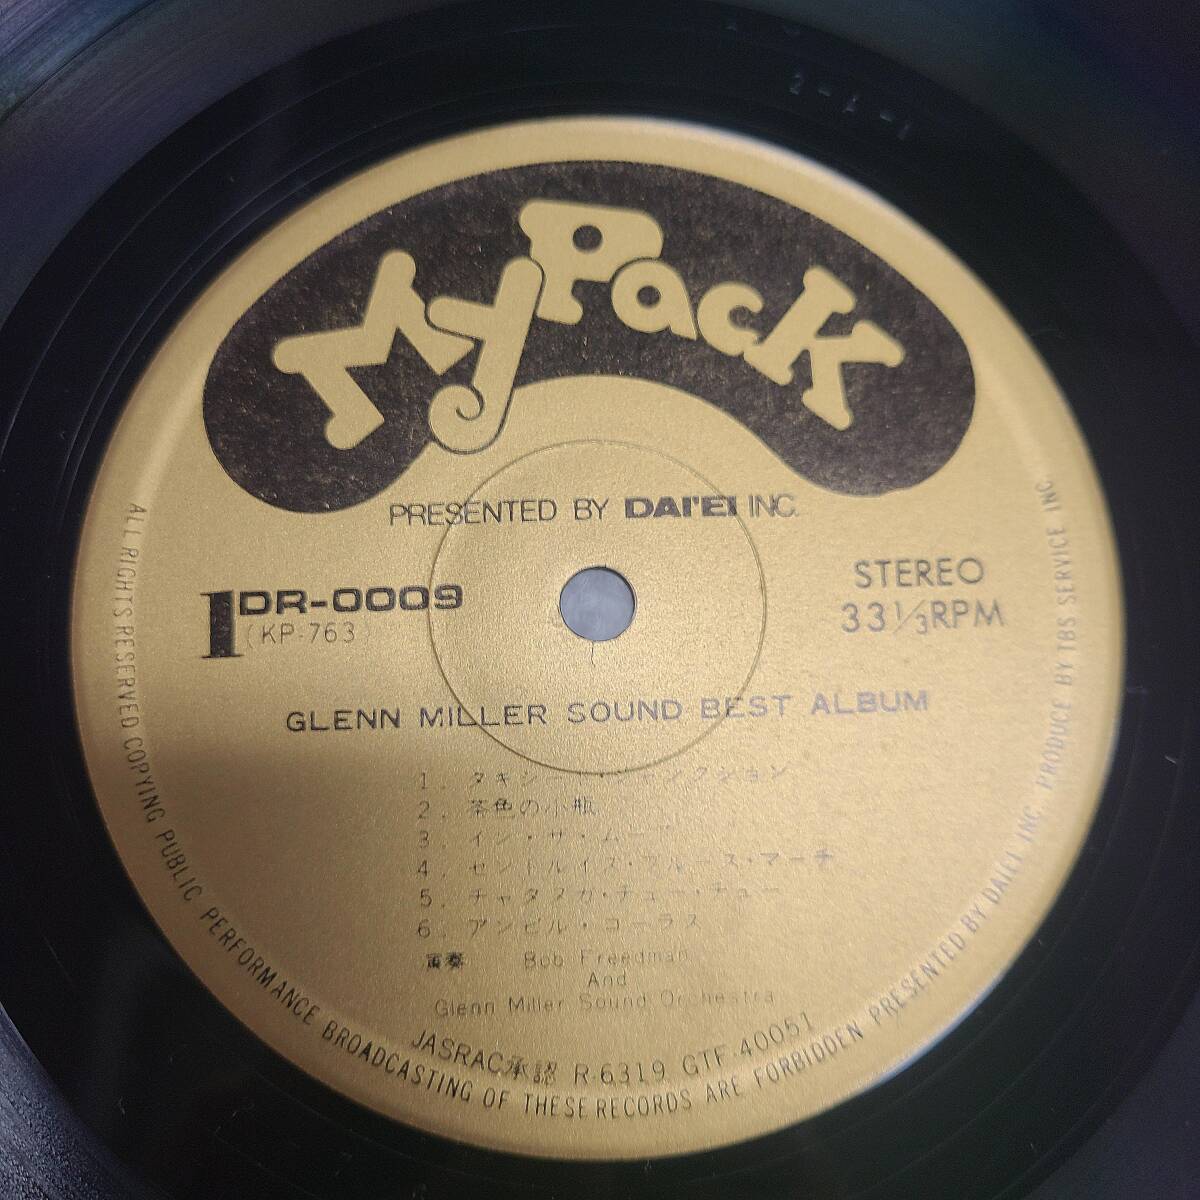 My Pack
PRESENTED BY DAI'EI INC.
1 DR-0009
(KP-763)
STEREO
33 1/3 RPM
GLENN MILLER SOUND BEST ALBUM
1. タキシード・ジャンクション
2. 茶色の小瓶
3. イン・ザ・ムード
4. セントルイス・ブルース・マーチ
5. チャタヌガ・チュー・チュー
6. アンビル・コーラス
演奏 Bob Freedman
And
Glenn Miller Sound Orchestra
JASRAC承認 R-6319 GTF-40051
ALL RIGHTS RESERVED COPYING PUBLIC PERFORMANCE BROADCASTING OF THESE RECORDS ARE FORBIDDEN PRESENTED BY DAIEI INC. PRODUCE BY TBS SERVICE INC.